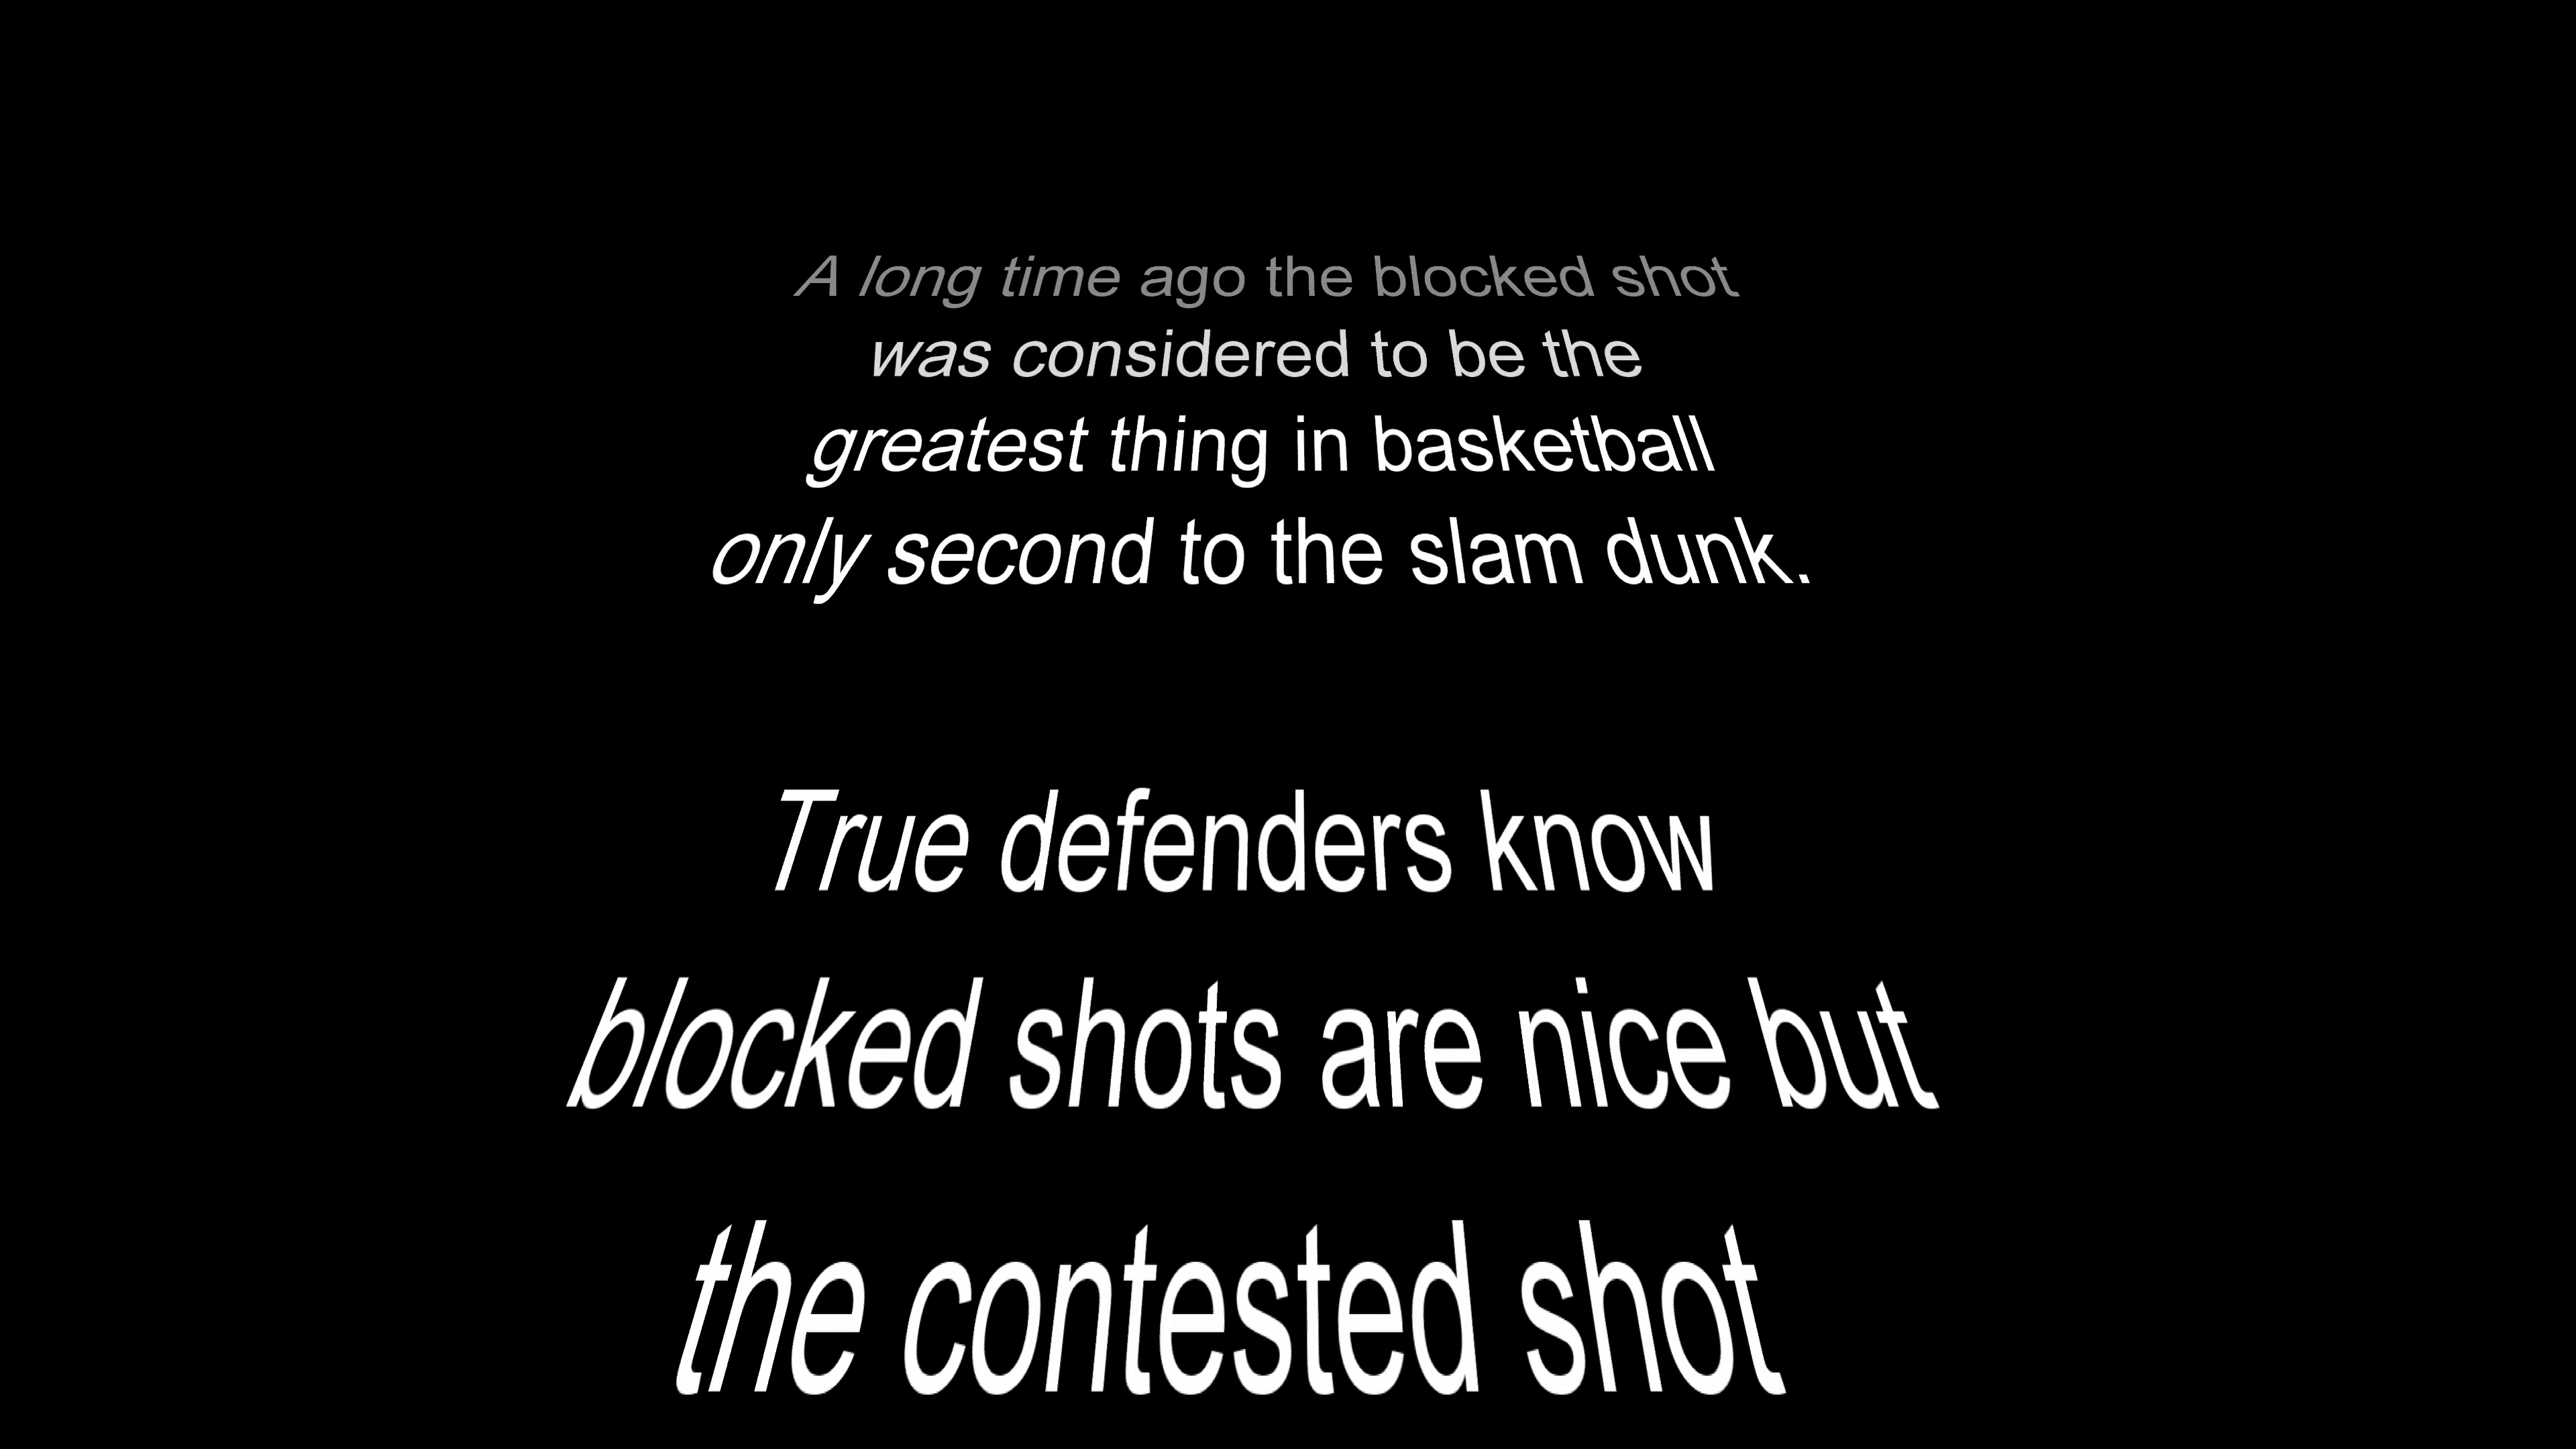 A long time ago the blocked shot
was considered to be the
greatest thing in basketball
only second to the slam dunk.
True defenders know
blocked shots are nice but
the contested shot